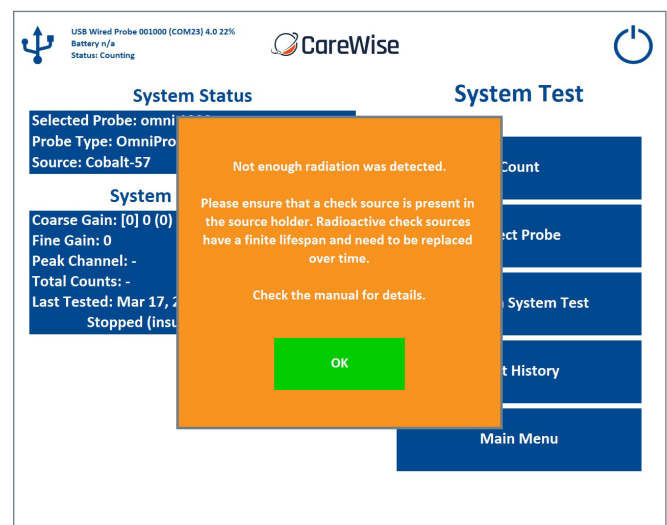 USB Wired Probe 001000 (COM23) 4.0 22%
Battery n/a
Status: Counting
CareWise
System Status
System Test
Selected Probe: omni
Probe Type: OmniPro
Source: Cobalt-57
System
Coarse Gain: [0] 0 (0)
Fine Gain: 0
Peak Channel: -
Total Counts: -
Last Tested: Mar 17, 2
Stopped (insu
Not enough radiation was detected.
Please ensure that a check source is present in
the source holder. Radioactive check sources
have a finite lifespan and need to be replaced
over time.
Check the manual for details.
OK
Count
ct Probe
System Test
t History
Main Menu